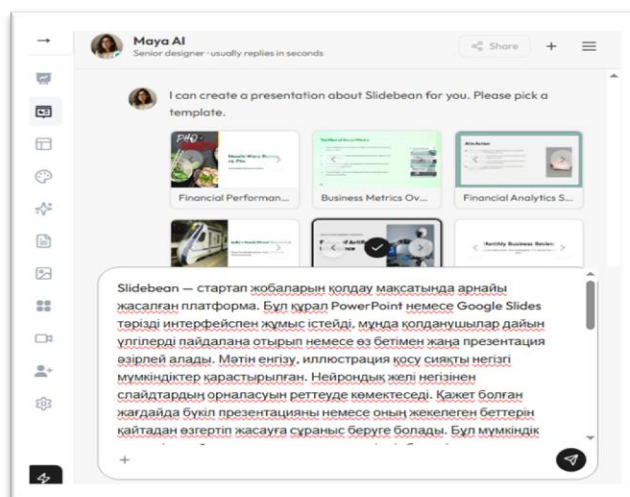 Maya AI
Senior designer · usually replies in seconds
Share
I can create a presentation about Slidebean for you. Please pick a
template.
Financial Performan...
Business Metrics Ov...
Financial Analytics S...
Monthly Business Review
Slidebean — стартап жобаларын қолдау мақсатында арнайы
жасалған платформа. Бұл құрал PowerPoint немесе Google Slides
тәрізді интерфейспен жұмыс істейді, мұнда қолданушылар дайын
үлгілерді пайдалана отырып немесе өз бетімен жаңа презентация
әзірлей алады. Мәтін енгізу, иллюстрация қосу сияқты негізгі
мүмкіндіктер қарастырылған. Нейрондық желі негізінен
слайдтардың орналасуын реттеуде көмектеседі. Қажет болған
жағдайда бүкіл презентацияны немесе оның жекелеген беттерін
қайтадан өзгертіп жасауға сұраныс беруге болады. Бұл мүмкіндік